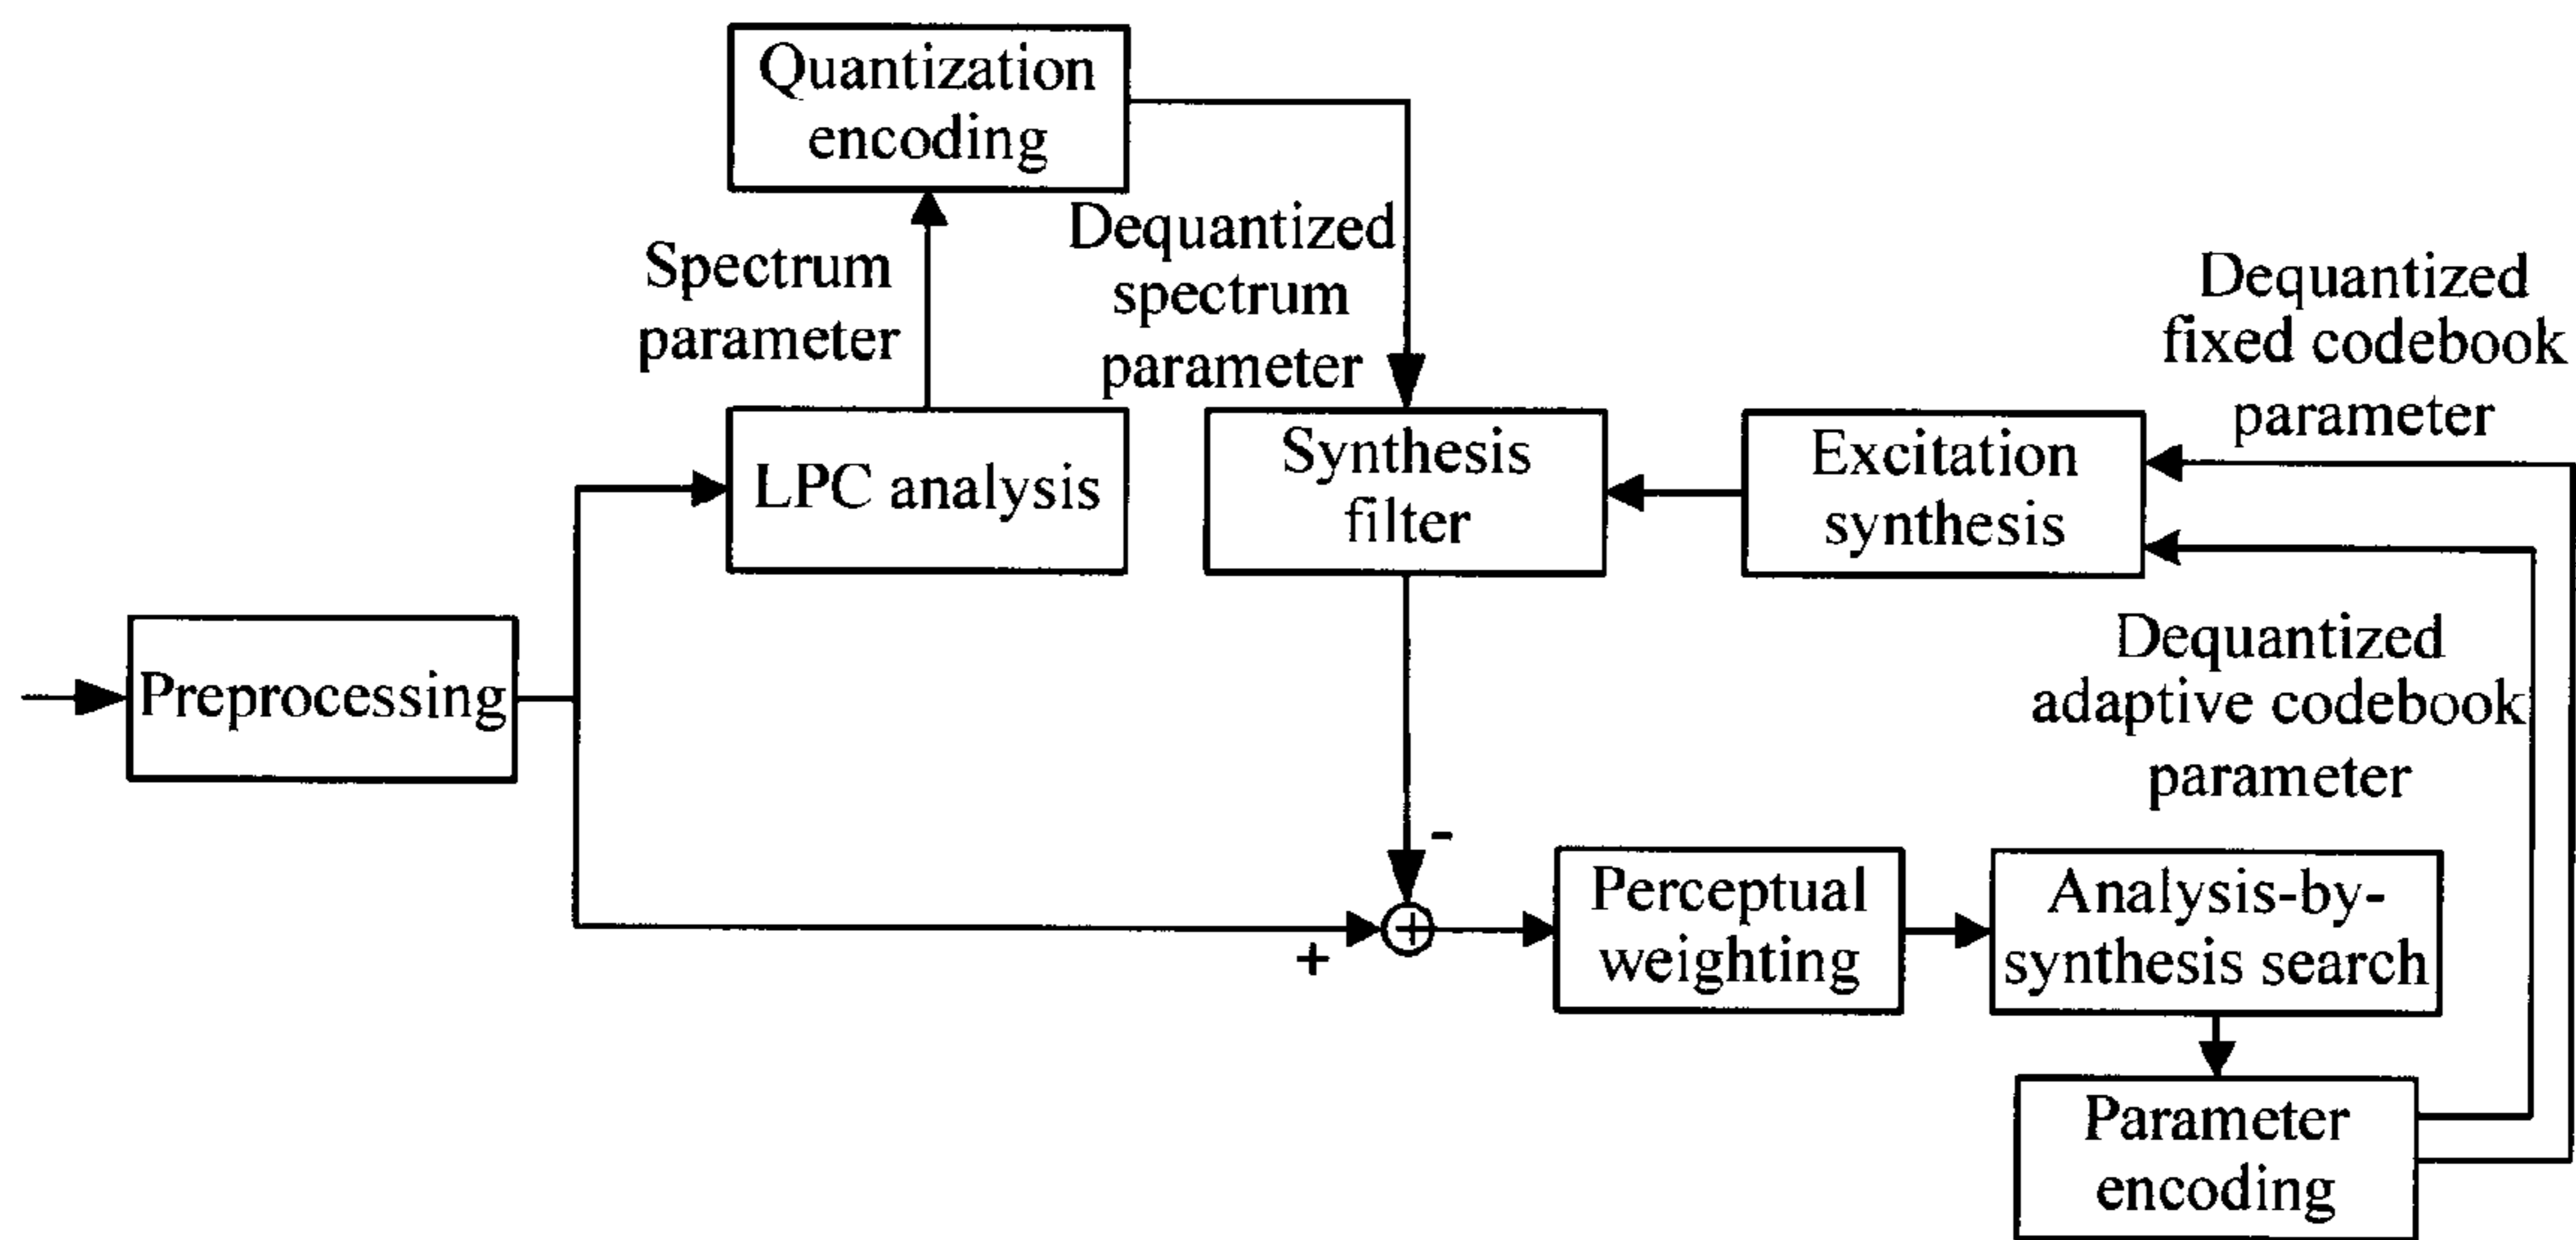 Quantization
encoding
Spectrum
parameter
Dequantized
spectrum
parameter
Dequantized
fixed codebook
parameter
LPC analysis
Synthesis
filter
Excitation
synthesis
Preprocessing
Dequantized
adaptive codebook
parameter
-
+
+
Perceptual
weighting
Analysis-by-
synthesis search
Parameter
encoding